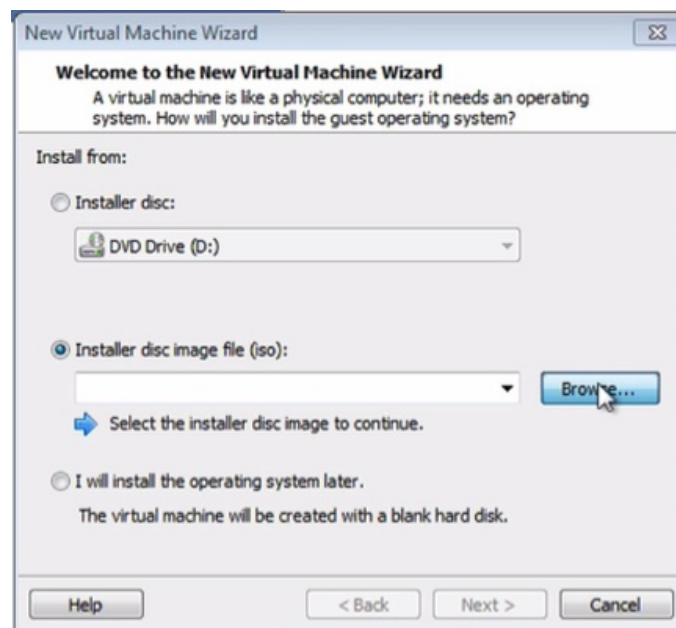 New Virtual Machine Wizard
Welcome to the New Virtual Machine Wizard
A virtual machine is like a physical computer; it needs an operating
system. How will you install the guest operating system?
Install from:
Installer disc:
DVD Drive (D:)
Installer disc image file (iso):
Browse...
Select the installer disc image to continue.
I will install the operating system later.
The virtual machine will be created with a blank hard disk.
Help
< Back
Next >
Cancel